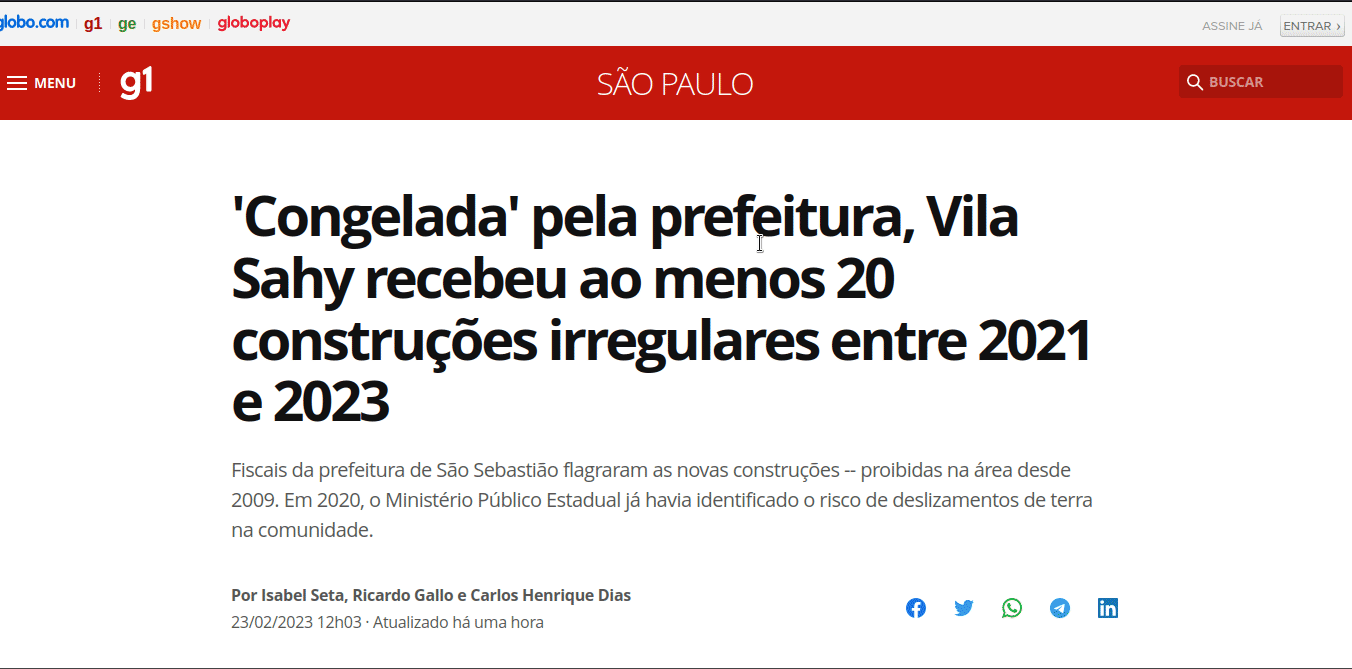 globo.com g1 ge gshow globoplay ASSINE JÁ ENTRAR ›
MENU g1 SÃO PAULO BUSCAR
'Congelada' pela prefeitura, Vila
Sahy recebeu ao menos 20
construções irregulares entre 2021
e 2023
Fiscais da prefeitura de São Sebastião flagraram as novas construções -- proibidas na área desde
2009. Em 2020, o Ministério Público Estadual já havia identificado o risco de deslizamentos de terra
na comunidade.
Por Isabel Seta, Ricardo Gallo e Carlos Henrique Dias
23/02/2023 12h03 · Atualizado há uma hora